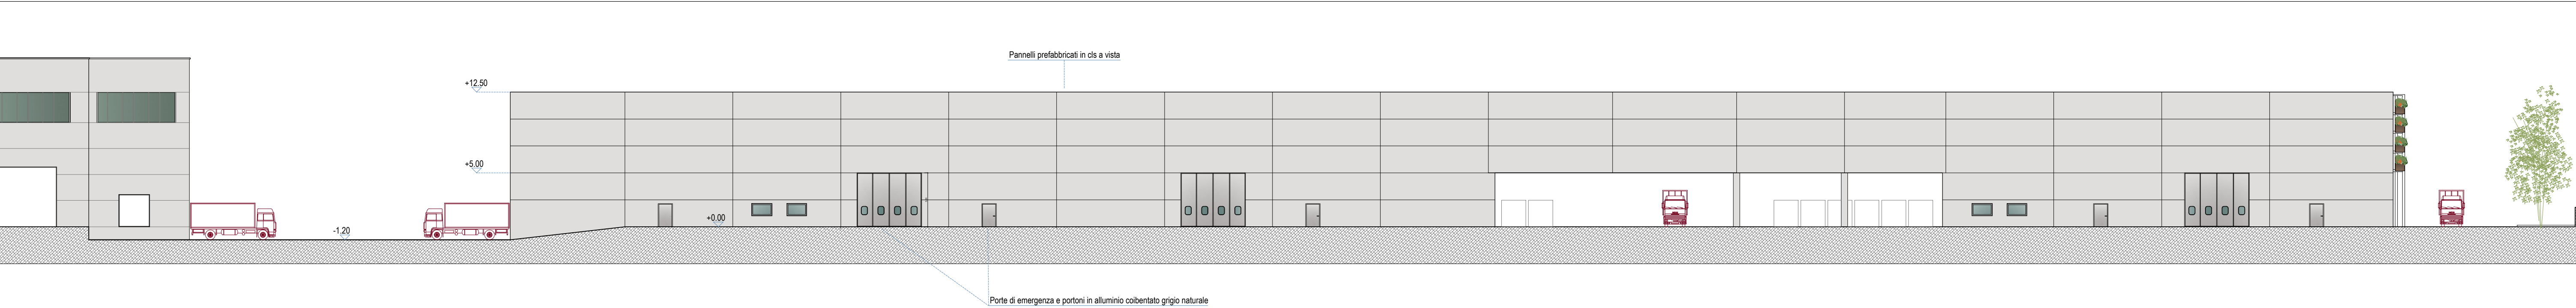 Pannelli prefabbricati in cls a vista
+12.50
+5.00
+0.00
-1.20
Porte di emergenza e portoni in alluminio coibentato grigio naturale